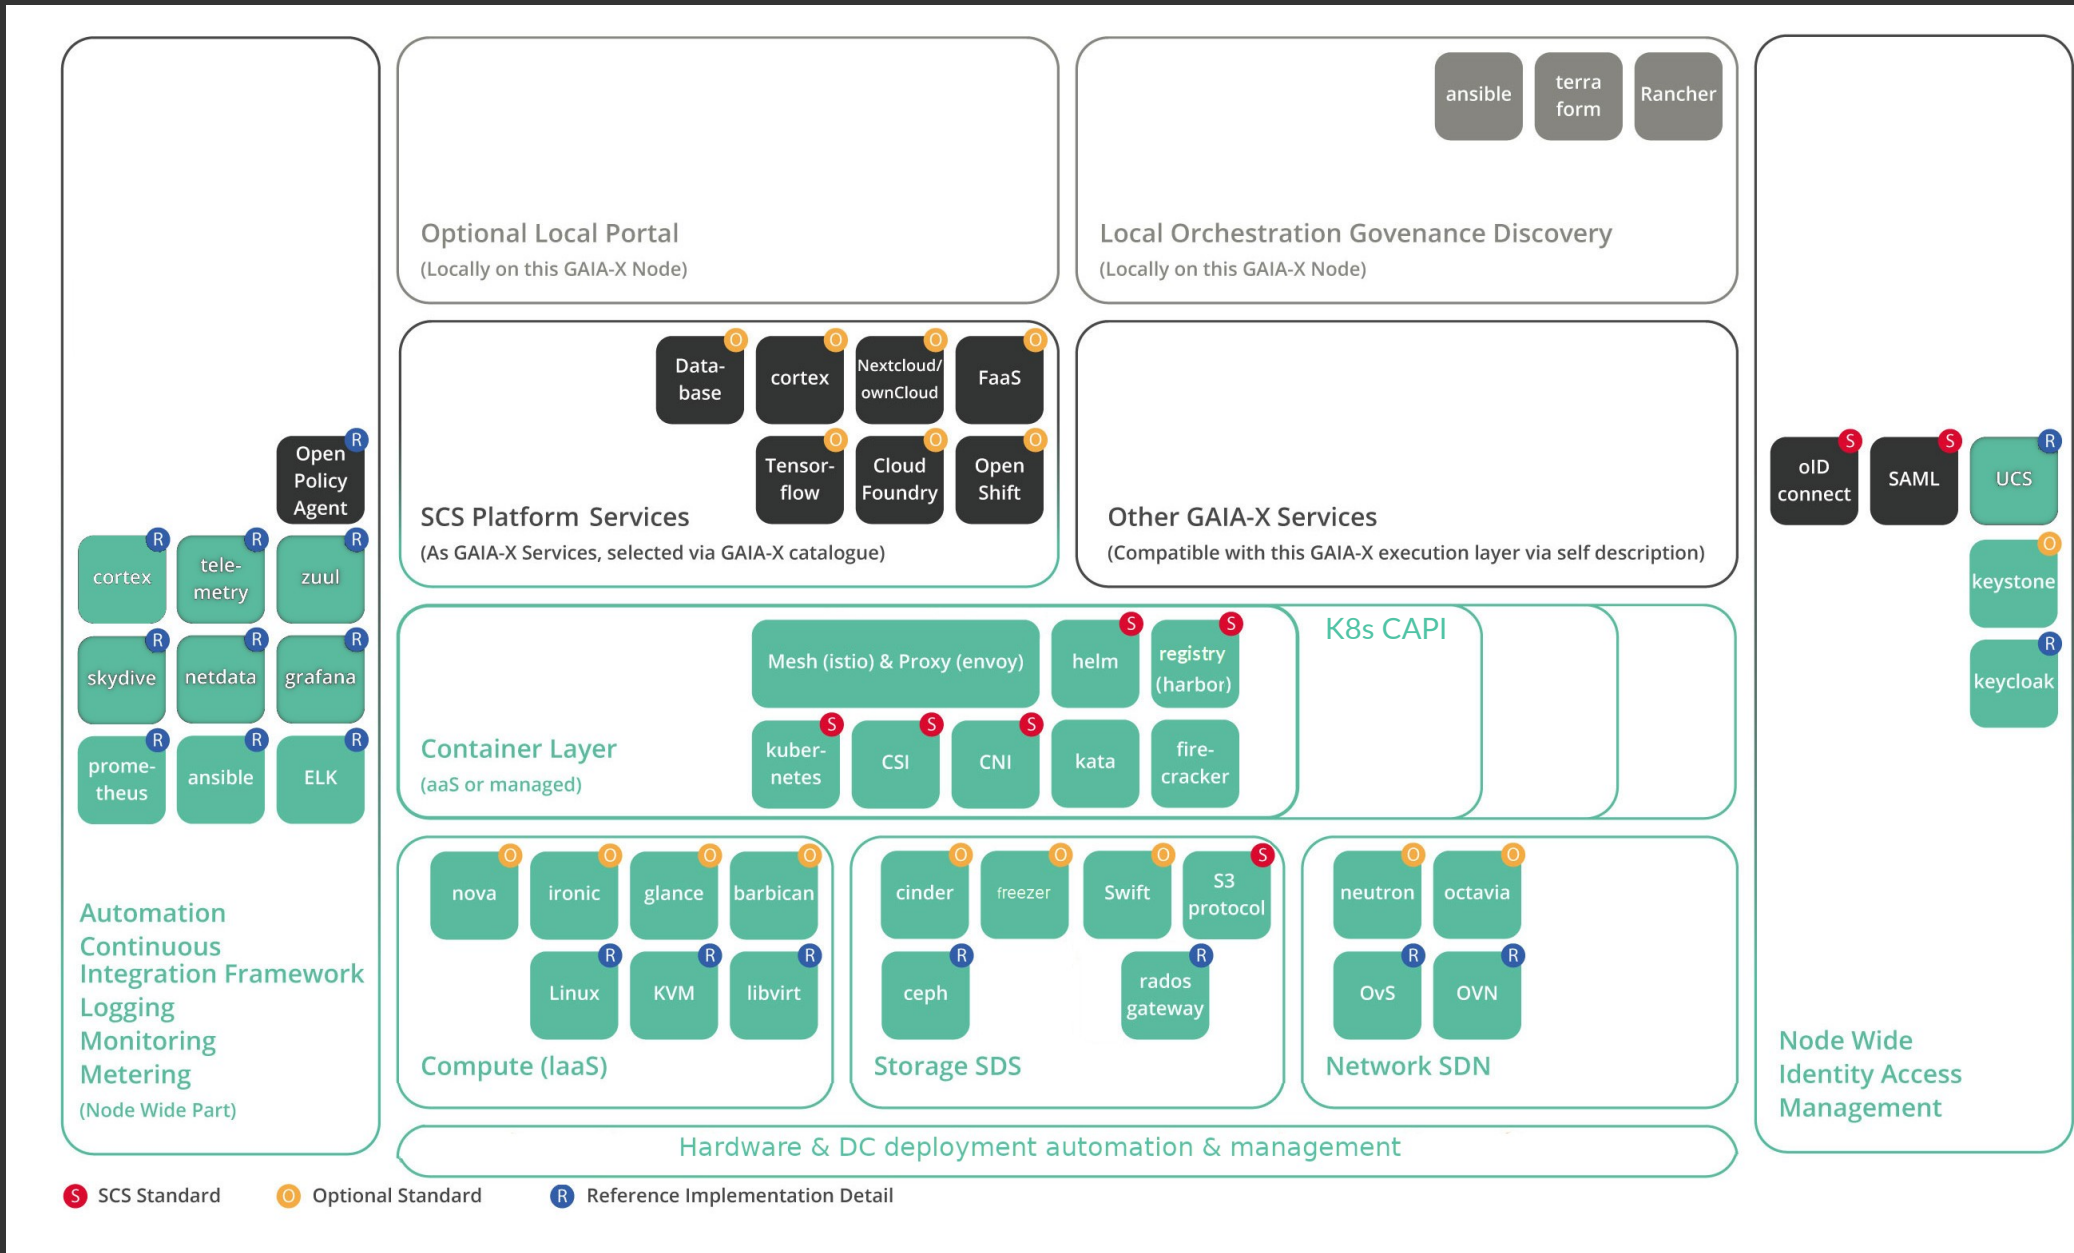 Open
Policy
Agent
R
cortex
R
tele-
metry
R
zuul
R
skydive
R
netdata
R
grafana
R
prome-
theus
R
ansible
R
ELK
R
Automation
Continuous
Integration Framework
Logging
Monitoring
Metering
(Node Wide Part)
Optional Local Portal
(Locally on this GAIA-X Node)
ansible
terra
form
Rancher
Local Orchestration Govenance Discovery
(Locally on this GAIA-X Node)
Data-
base
O
cortex
O
Nextcloud/
ownCloud
O
FaaS
O
Tensor-
flow
O
Cloud
Foundry
O
Open
Shift
O
SCS Platform Services
(As GAIA-X Services, selected via GAIA-X catalogue)
Other GAIA-X Services
(Compatible with this GAIA-X execution layer via self description)
Mesh (istio) & Proxy (envoy)
helm
S
registry
(harbor)
S
K8s CAPI
kuber-
netes
S
CSI
S
CNI
S
kata
fire-
cracker
Container Layer
(aaS or managed)
nova
O
ironic
O
glance
O
barbican
O
Linux
R
KVM
R
libvirt
R
Compute (IaaS)
cinder
O
freezer
O
Swift
O
S3
protocol
S
ceph
R
rados
gateway
R
Storage SDS
neutron
O
octavia
O
OvS
R
OVN
R
Network SDN
Hardware & DC deployment automation & management
oID
connect
S
SAML
S
UCS
R
keystone
O
keycloak
R
Node Wide
Identity Access
Management
S SCS Standard
O Optional Standard
R Reference Implementation Detail